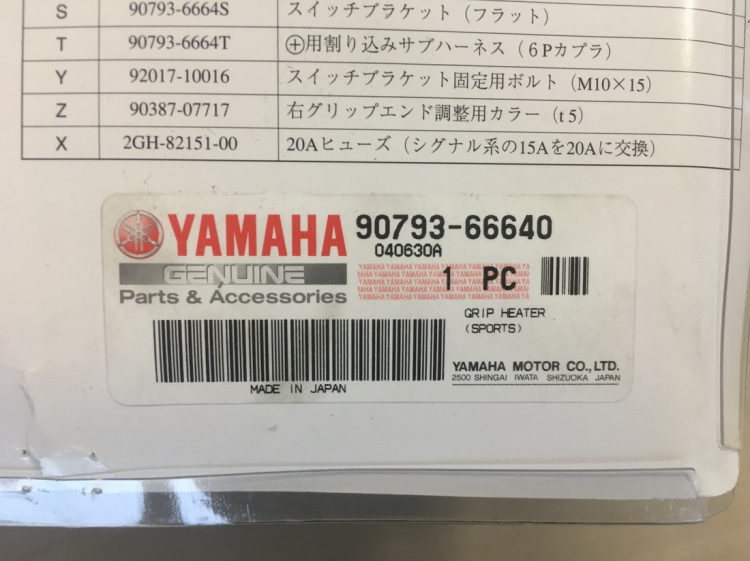 S 90793-6664S スイッチブラケット（フラット）
T 90793-6664T ⊕用割り込みサブハーネス（6Pカプラ）
Y 92017-10016 スイッチブラケット固定用ボルト（M10×15）
Z 90387-07717 右グリップエンド調整用カラー（t5）
X 2GH-82151-00 20Aヒューズ（シグナル系の15Aを20Aに交換）
YAMAHA 90793-66640
040630A
GENUINE
Parts & Accessories
YAMAHA YAMAHA YAMAHA YAMAHA YAMAHA YAMAHA
1 PC
GRIP HEATER
(SPORTS)
MADE IN JAPAN
YAMAHA MOTOR CO.,LTD.
2500 SHINGAI IWATA SHIZUOKA JAPAN